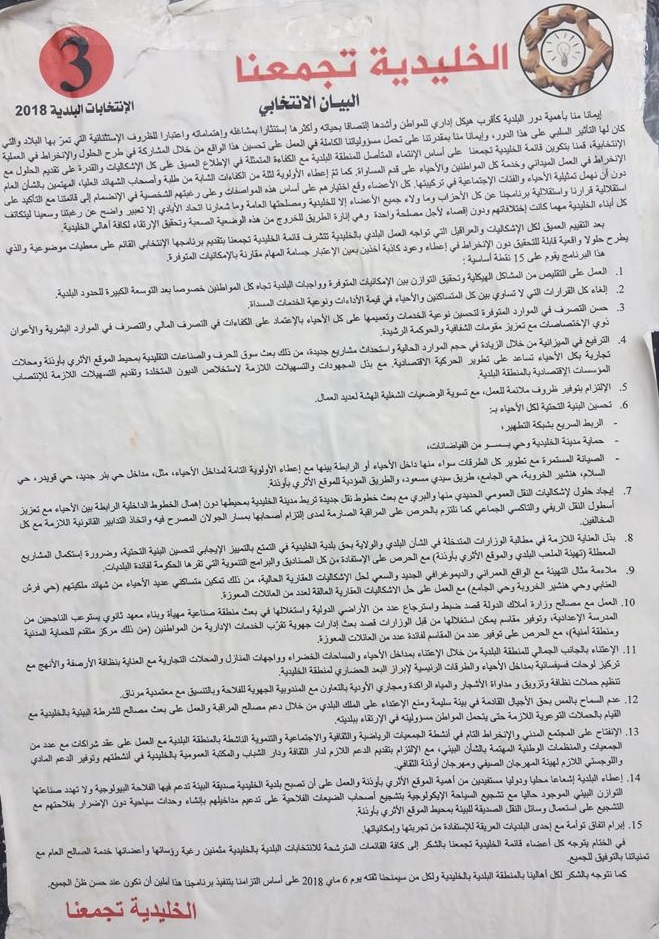 3
الخليدية تجمعنا
البيان الانتخابي
الإنتخابات البلدية 2018
إيمانا منا بأهمية دور البلدية كأقرب هيكل إداري للمواطن وأشدها إلتصاقا بحياته وأكثرها إستئثارا بمشاغله وإهتماماته واعتبارا للظروف الإستثنائية التي تمرّ بها البلاد والتي
كان لها التأثير السلبي على هذا الدور، وإيمانا منا بمقدرتنا على تحمل مسؤولياتنا الكاملة في العمل على تحسين هذا الواقع من خلال المشاركة في طرح الحلول والإنخراط في العملية
الإنتخابية، قمنا بتكوين قائمة الخليدية تجمعنا على أساس الإنتماء المتأصل للمنطقة البلدية مع الكفاءة المتمثلة في الإطلاع العميق على كل الإشكاليات والقدرة على تقديم الحلول مع
الإنخراط في العمل الميداني وخدمة كل المواطنين والأحياء على قدم المساواة. كما تمّ إعطاء الأولوية لثلة من الكفاءات الشابة من طلبة وأصحاب الشهائد العليا، المهتمين بالشأن العام
دون أن نهمل تمثيلية الأحياء والفئات الإجتماعية في تركيبتها. كل الأعضاء وقع اختيارهم على أساس هذه المواصفات وعلى رغبتهم الشخصية في الإنضمام إلى قائمتنا مع التأكيد على
استقلالية قرارنا واستقلالية برنامجنا عن كل الأحزاب وما ولاء جميع الأعضاء إلا للخليدية ومصلحتها العامة وما شعارنا اتحاد الأيادي إلا تعبير واضح عن رغبتنا وسعينا ليتكاتف
كل أبناء الخليدية مهما كانت إختلافاتهم ودون إقصاء لأجل مصلحة واحدة وهي إنارة الطريق للخروج من هذه الوضعية الصعبة وتحقيق الإرتقاء لكافة أهالي الخليدية.
بعد التقييم العميق لكل الإشكاليات والعراقيل التي تواجه العمل البلدي بالخليدية تتشرف قائمة الخليدية تجمعنا بتقديم برنامجها الإنتخابي القائم على معطيات موضوعية والذي
يطرح حلولا واقعية قابلة للتحقيق دون الإنخراط في إعطاء وعود كاذبة آخذين بعين الإعتبار جسامة المهام مقارنة بالإمكانيات المتوفرة.
هذا البرنامج يقوم على 15 نقطة أساسية :
1. العمل على التقليص من المشاكل الهيكلية وتحقيق التوازن بين الإمكانيات المتوفرة وواجبات البلدية تجاه كل المواطنين خصوصا بعد التوسعة الكبيرة للحدود البلدية.
2. إلغاء كل القرارات التي لا تساوي بين كل المتساكنين والأحياء في قيمة الأداءات ونوعية الخدمات المسداة.
3. حسن التصرف في الموارد المتوفرة لتحسين نوعية الخدمات وتعميمها على كل الأحياء بالإعتماد على الكفاءات في التصرف المالي والتصرف في الموارد البشرية والأعوان
ذوي الإختصاصات مع تعزيز مقومات الشفافية والحوكمة الرشيدة.
4. الترفيع في الميزانية من خلال الزيادة في حجم الموارد الحالية واستحداث مشاريع جديدة، من ذلك بعث سوق للحرف والصناعات التقليدية بمحيط الموقع الأثري بأوذنة ومحلات
تجارية بكل الأحياء تساعد على تطوير الحركية الاقتصادية. مع بذل المجهودات والتسهيلات اللازمة لاستخلاص الديون المتخلدة وتقديم التسهيلات اللازمة للإنتصاب
المؤسسات الإقتصادية بالمنطقة البلدية.
5. الإلتزام بتوفير ظروف ملائمة للعمل، مع تسوية الوضعيات الشغلية الهشة لعديد العمال.
6. تحسين البنية التحتية لكل الأحياء بـ:
- الربط السريع بشبكة التطهير،
- حماية مدينة الخليدية وحي من الفياضانات،
- الصيانة المستمرة مع تطوير كل الطرقات سواء منها داخل الأحياء أو الرابطة بينها مع إعطاء الأولوية التامة لمداخل الأحياء، مثل، مداخل حي بئر جديد، حي قويدر، حي
السلام، هنشير الخروبة، حي الجامع، طريق سيدي مسعود، والطريق المؤدية للموقع الأثري بأوذنة.
7. إيجاد حلول لإشكاليات النقل العمومي الحديدي منها والبري مع بعث خطوط نقل جديدة تربط مدينة الخليدية بمحيطها دون إهمال الخطوط الداخلية الرابطة بين الأحياء مع تعزيز
أسطول النقل الريفي والتاكسي الجماعي كما نلتزم بالحرص على المراقبة الصارمة لمدى إلتزام أصحابها بمسار الجولان المصرح فيه واتخاذ التدابير القانونية اللازمة مع كل
المخالفين.
8. بذل العناية اللازمة في مطالبة الوزارات المتدخلة في الشأن البلدي والولاية بحق بلدية الخليدية في التمتع بالتمييز الإيجابي لتحسين البنية التحتية، وضرورة إستكمال المشاريع
المعطلة (تهيئة الملعب البلدي والموقع الأثري بأوذنة) مع الحرص على الإستفادة من كل الصناديق والبرامج التنموية التي تقرها الحكومة لفائدة البلديات.
9. ملاءمة مثال التهيئة مع الواقع العمراني والديموغرافي الجديد والسعي لحل الإشكاليات العقارية الحالية، من ذلك تمكين متساكني عديد الأحياء من شهائد ملكيتهم (حي فرش
العنابي وحي هنشير الخروبة وحي الجامع) مع العمل على حل الاشكاليات العقارية العالقة لعدد من العائلات المعوزة.
10. العمل مع مصالح وزارة أملاك الدولة قصد ضبط واسترجاع عدد من الأراضي الدولية واستغلالها في بعث منطقة صناعية مهيأة وبناء معهد ثانوي يستوعب الناجحين من
المدرسة الإعدادية، وتوفير مقاسم يمكن استغلالها من قبل الوزارات قصد بعث إدارات جهوية تقرّب الخدمات الإدارية من المواطنين (من ذلك مركز متقدم للحماية المدنية
ومنطقة أمنية)، مع الحرص على توفير عدد من المقاسم لفائدة عدد من العائلات المعوزة.
11. الإعتناء بالجانب الجمالي للمنطقة البلدية من خلال الإعتناء بمداخل الأحياء والمساحات الخضراء وواجهات المنازل والمحلات التجارية مع العناية بنظافة الأرصفة والأنهج مع
تركيز لوحات فسيفسائية بمداخل الأحياء والطرقات الرئيسية لإبراز البعد الحضاري لمنطقة الخليدية.
تنظيم حملات نظافة وتزويق و مداواة الأشجار والمياه الراكدة ومجاري الأودية بالتعاون مع المندوبية الجهوية للفلاحة وبالتنسيق مع معتمدية مرناق.
12. عدم السماح بالمس بحق الأجيال القادمة في بيئة سليمة ومنع الإعتداء على الملك البلدي من خلال دعم مصالح المراقبة والعمل على بعث مصالح للشرطة البيئية بالخليدية مع
القيام بالحملات التوعوية اللازمة حتى يتحمل المواطن مسؤوليته في الإرتقاء ببلديته.
13. الإنفتاح على المجتمع المدني والإنخراط التام في أنشطة الجمعيات الرياضية والثقافية والاجتماعية والتنموية الناشطة بالمنطقة البلدية مع العمل على عقد شراكات مع عدد من
الجمعيات والمنظمات الوطنية المهتمة بالشأن البيئي، مع الإلتزام بتقديم الدعم اللازم لدار الثقافة ودار الشباب والمكتبة العمومية بالخليدية في أنشطتهم وتوفير الدعم المادي
واللوجستي اللازم لهيئة المهرجان الصيفي ومهرجان أوذنة الثقافي.
14. إعطاء البلدية إشعاعا محليا ودوليا مستفيدين من أهمية الموقع الأثري بأوذنة والعمل على أن تصبح بلدية الخليدية صديقة البيئة تدعم فيها الفلاحة البيولوجية ولا تهدد صناعتها
التوازن البيئي الموجود حاليا مع تشجيع السياحة الإيكولوجية بتشجيع أصحاب الضيعات الفلاحية على تدعيم مداخيلهم بإنشاء وحدات سياحية دون الإضرار بفلاحتهم مع
التشجيع على استعمال وسائل النقل الصديقة للبيئة بمحيط الموقع الأثري بأوذنة.
15. إبرام اتفاق توأمة مع إحدى البلديات العريقة للإستفادة من تجربتها وإمكانياتها.
في الختام يتوجه كل أعضاء قائمة الخليدية تجمعنا بالشكر إلى كافة القائمات المترشحة للانتخابات البلدية بالخليدية مثمنين رغبة رؤسائها وأعضائها خدمة الصالح العام مع
تمنياتنا بالتوفيق للجميع.
كما نتوجه بالشكر لكل أهالينا بالمنطقة البلدية بالخليدية ولكل من سيمنحنا ثقته يوم 6 ماي 2018 على أساس التزامنا بتنفيذ برنامجنا هذا آملين أن نكون عند حسن ظنّ الجميع.
الخليدية تجمعنا